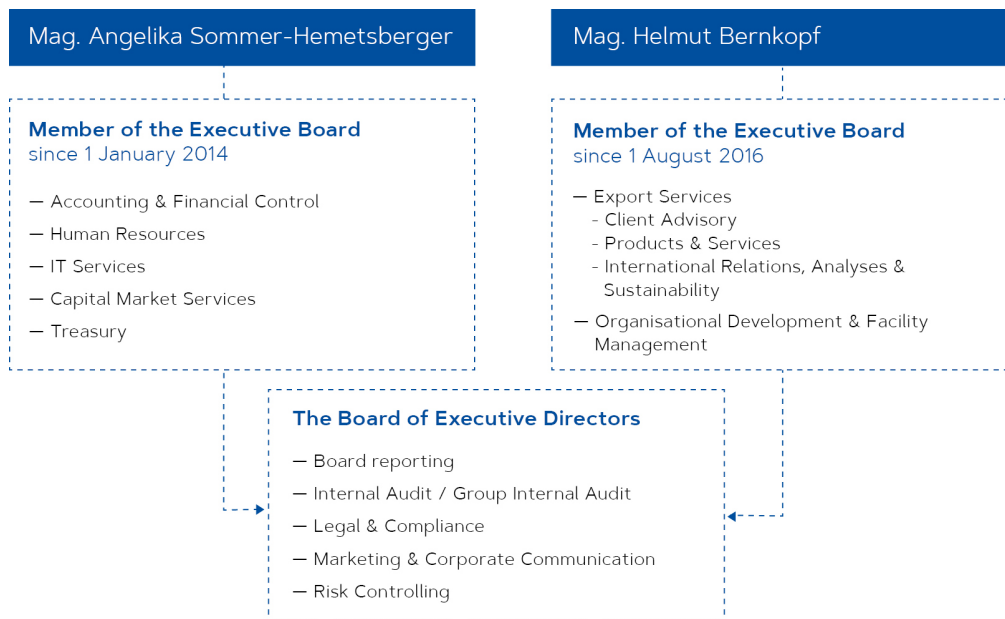 Mag. Angelika Sommer-Hemetsberger
Member of the Executive Board
since 1 January 2014
— Accounting & Financial Control
— Human Resources
— IT Services
— Capital Market Services
— Treasury
Mag. Helmut Bernkopf
Member of the Executive Board
since 1 August 2016
— Export Services
- Client Advisory
- Products & Services
- International Relations, Analyses &
Sustainability
— Organisational Development & Facility
Management
The Board of Executive Directors
— Board reporting
— Internal Audit / Group Internal Audit
— Legal & Compliance
— Marketing & Corporate Communication
— Risk Controlling